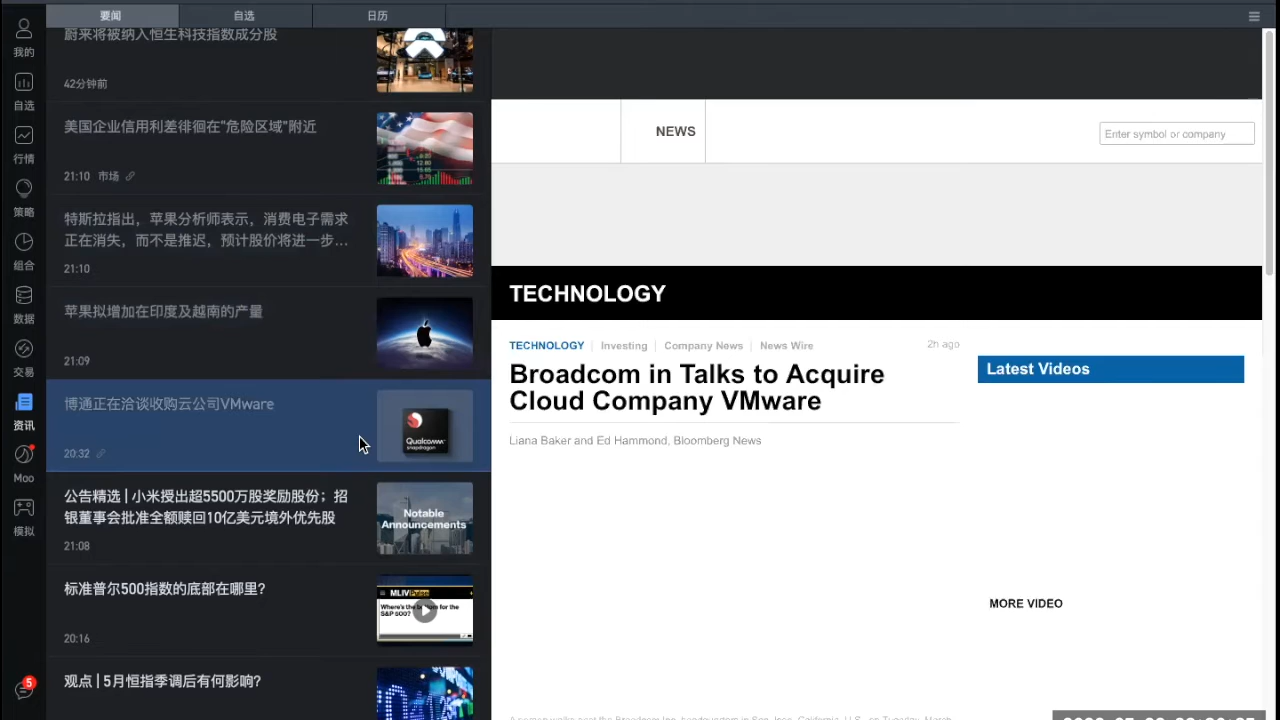 要闻
自选
日历
我的
自选
行情
策略
组合
数据
交易
资讯
Moo
模拟
5
蔚来将被纳入恒生科技指数成分股
42分钟前
美国企业信用利差徘徊在"危险区域"附近
21:10 市场
特斯拉指出，苹果分析师表示，消费电子需求
正在消失，而不是推迟，预计股价将进一步...
21:10
苹果拟增加在印度及越南的产量
博通正在洽谈收购云公司VMware
20:32
Qualcomm
snapdragon
公告精选 | 小米授出超5500万股奖励股份；招
银董事会批准全额赎回10亿美元境外优先股
21:08
Notable
Announcements
标准普尔500指数的底部在哪里？
20:16
MLIVPulse
Where's the bottom for the
S&P 500?
观点 | 5月恒指季调后有何影响？
NEWS
Enter symbol or company
TECHNOLOGY
TECHNOLOGY | Investing | Company News | News Wire
2h ago
Broadcom in Talks to Acquire
Cloud Company VMware
Liana Baker and Ed Hammond, Bloomberg News
Latest Videos
MORE VIDEO